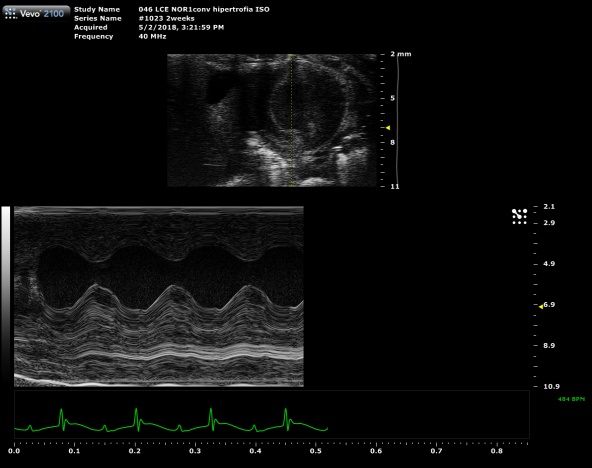 Vevo 2100
Study Name 046 LCE NOR1conv hipertrofia ISO
Series Name #1023 2weeks
Acquired 5/2/2018, 3:21:59 PM
Frequency 40 MHz
2 mm
5
8
11
2.1
2.9
4.9
6.9
8.9
10.9
484 BPM
0.0 0.1 0.2 0.3 0.4 0.5 0.6 0.7 0.8